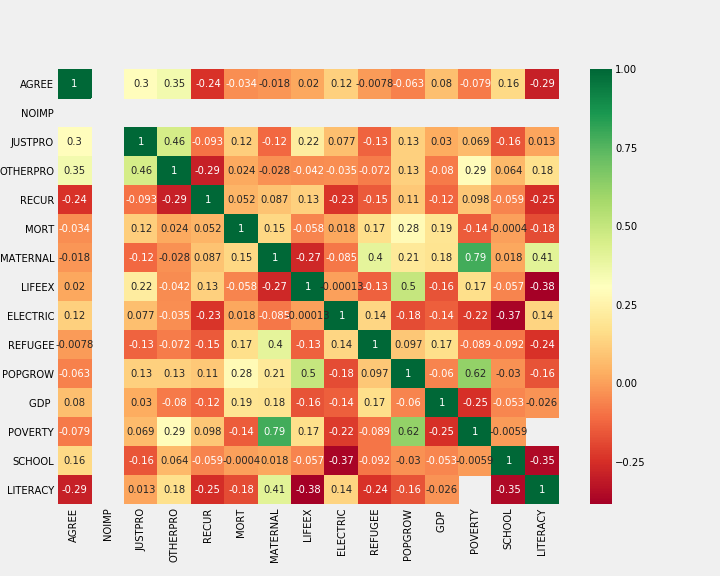 AGREE 1 0.3 0.35 -0.24 -0.034 -0.018 0.02 0.12 -0.0078 -0.063 0.08 -0.079 0.16 -0.29
NOIMP
JUSTPRO 0.3 1 0.46 -0.093 0.12 -0.12 0.22 0.077 -0.13 0.13 0.03 0.069 -0.16 0.013
OTHERPRO 0.35 0.46 1 -0.29 0.024 -0.028 -0.042 -0.035 -0.072 0.13 -0.08 0.29 0.064 0.18
RECUR -0.24 -0.093 -0.29 1 0.052 0.087 0.13 -0.23 -0.15 0.11 -0.12 0.098 -0.059 -0.25
MORT -0.034 0.12 0.024 0.052 1 0.15 -0.058 0.018 0.17 0.28 0.19 -0.14 -0.0004 -0.18
MATERNAL -0.018 -0.12 -0.028 0.087 0.15 1 -0.27 -0.085 0.4 0.21 0.18 0.79 0.018 0.41
LIFEEX 0.02 0.22 -0.042 0.13 -0.058 -0.27 1 -0.00013 -0.13 0.5 -0.16 0.17 -0.057 -0.38
ELECTRIC 0.12 0.077 -0.035 -0.23 0.018 -0.085 -0.00013 1 0.14 -0.18 -0.14 -0.22 -0.37 0.14
REFUGEE -0.0078 -0.13 -0.072 -0.15 0.17 0.4 -0.13 0.14 1 0.097 0.17 -0.089 -0.092 -0.24
POPGROW -0.063 0.13 0.13 0.11 0.28 0.21 0.5 -0.18 0.097 1 -0.06 0.62 -0.03 -0.16
GDP 0.08 0.03 -0.08 -0.12 0.19 0.18 -0.16 -0.14 0.17 -0.06 1 -0.25 -0.053 -0.026
POVERTY -0.079 0.069 0.29 0.098 -0.14 0.79 0.17 -0.22 -0.089 0.62 -0.25 1 -0.0059
SCHOOL 0.16 -0.16 0.064 -0.059 -0.0004 0.018 -0.057 -0.37 -0.092 -0.03 -0.053 -0.0059 1 -0.35
LITERACY -0.29 0.013 0.18 -0.25 -0.18 0.41 -0.38 0.14 -0.24 -0.16 -0.026 -0.35 1
AGREE NOIMP JUSTPRO OTHERPRO RECUR MORT MATERNAL LIFEEX ELECTRIC REFUGEE POPGROW GDP POVERTY SCHOOL LITERACY
1.00
0.75
0.50
0.25
0.00
−0.25